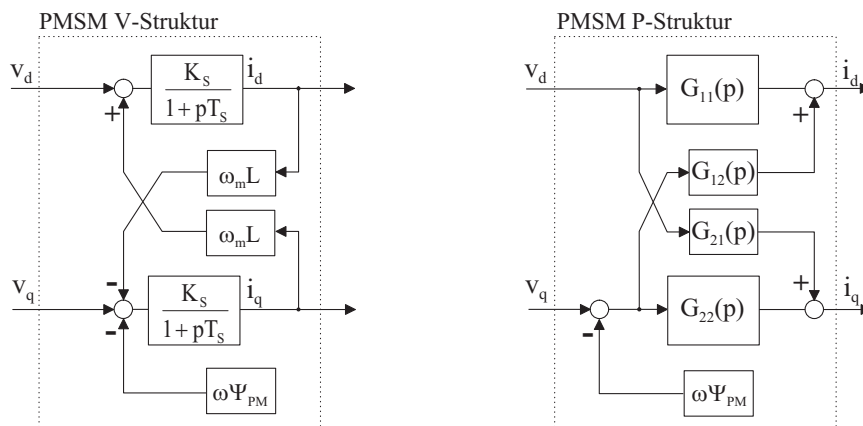 PMSM V-Struktur
v_d
K_S
1+pT_S
i_d
+
ω_mL
ω_mL
-
v_q
K_S
1+pT_S
i_q
-
ωΨ_PM
PMSM P-Struktur
v_d
G_11(p)
i_d
+
G_12(p)
G_21(p)
+
v_q
G_22(p)
i_q
-
ωΨ_PM